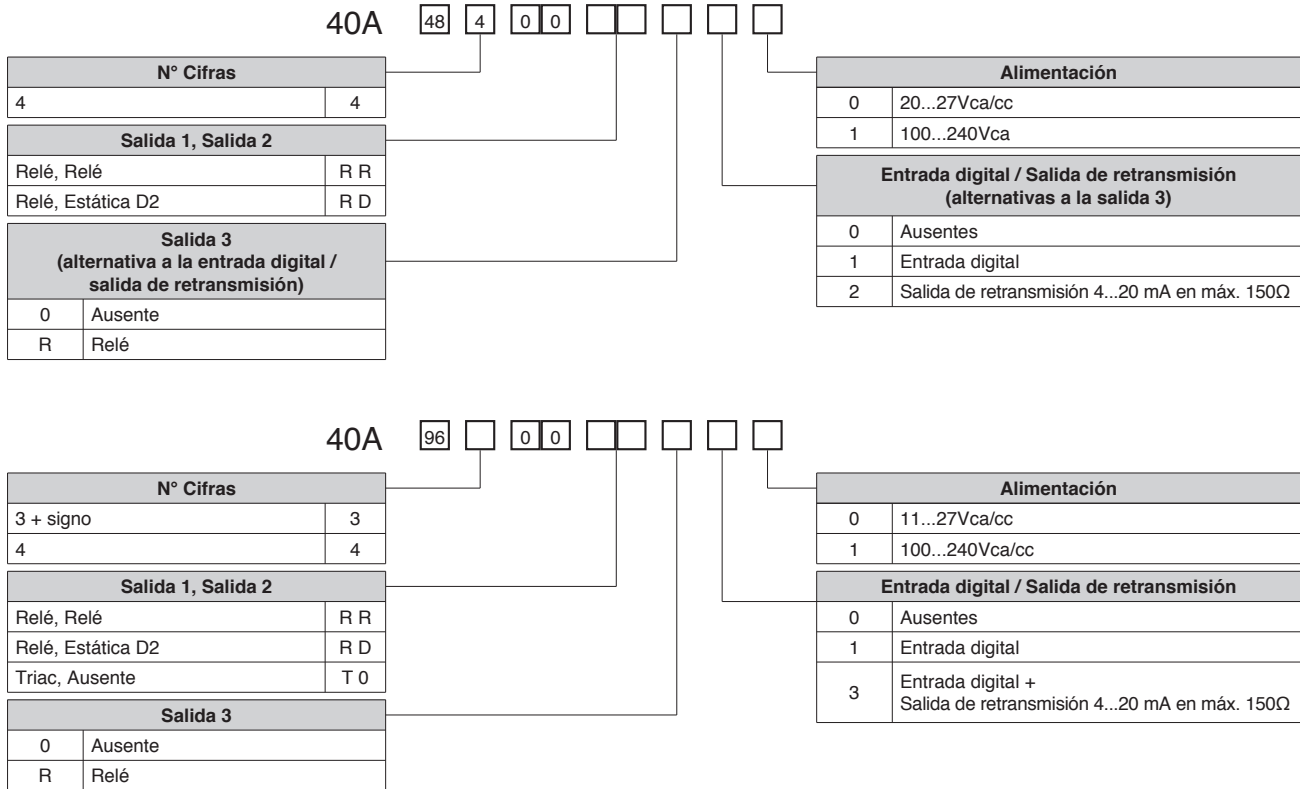 40A 48 4 0 0
N° Cifras
4 4
Salida 1, Salida 2
Relé, Relé R R
Relé, Estática D2 R D
Salida 3
(alternativa a la entrada digital /
salida de retransmisión)
0 Ausente
R Relé
Alimentación
0 20...27Vca/cc
1 100...240Vca
Entrada digital / Salida de retransmisión
(alternativas a la salida 3)
0 Ausentes
1 Entrada digital
2 Salida de retransmisión 4...20 mA en máx. 150Ω
40A 96 0 0
N° Cifras
3 + signo 3
4 4
Salida 1, Salida 2
Relé, Relé R R
Relé, Estática D2 R D
Triac, Ausente T 0
Salida 3
0 Ausente
R Relé
Alimentación
0 11...27Vca/cc
1 100...240Vca/cc
Entrada digital / Salida de retransmisión
0 Ausentes
1 Entrada digital
3 Entrada digital +
Salida de retransmisión 4...20 mA en máx. 150Ω